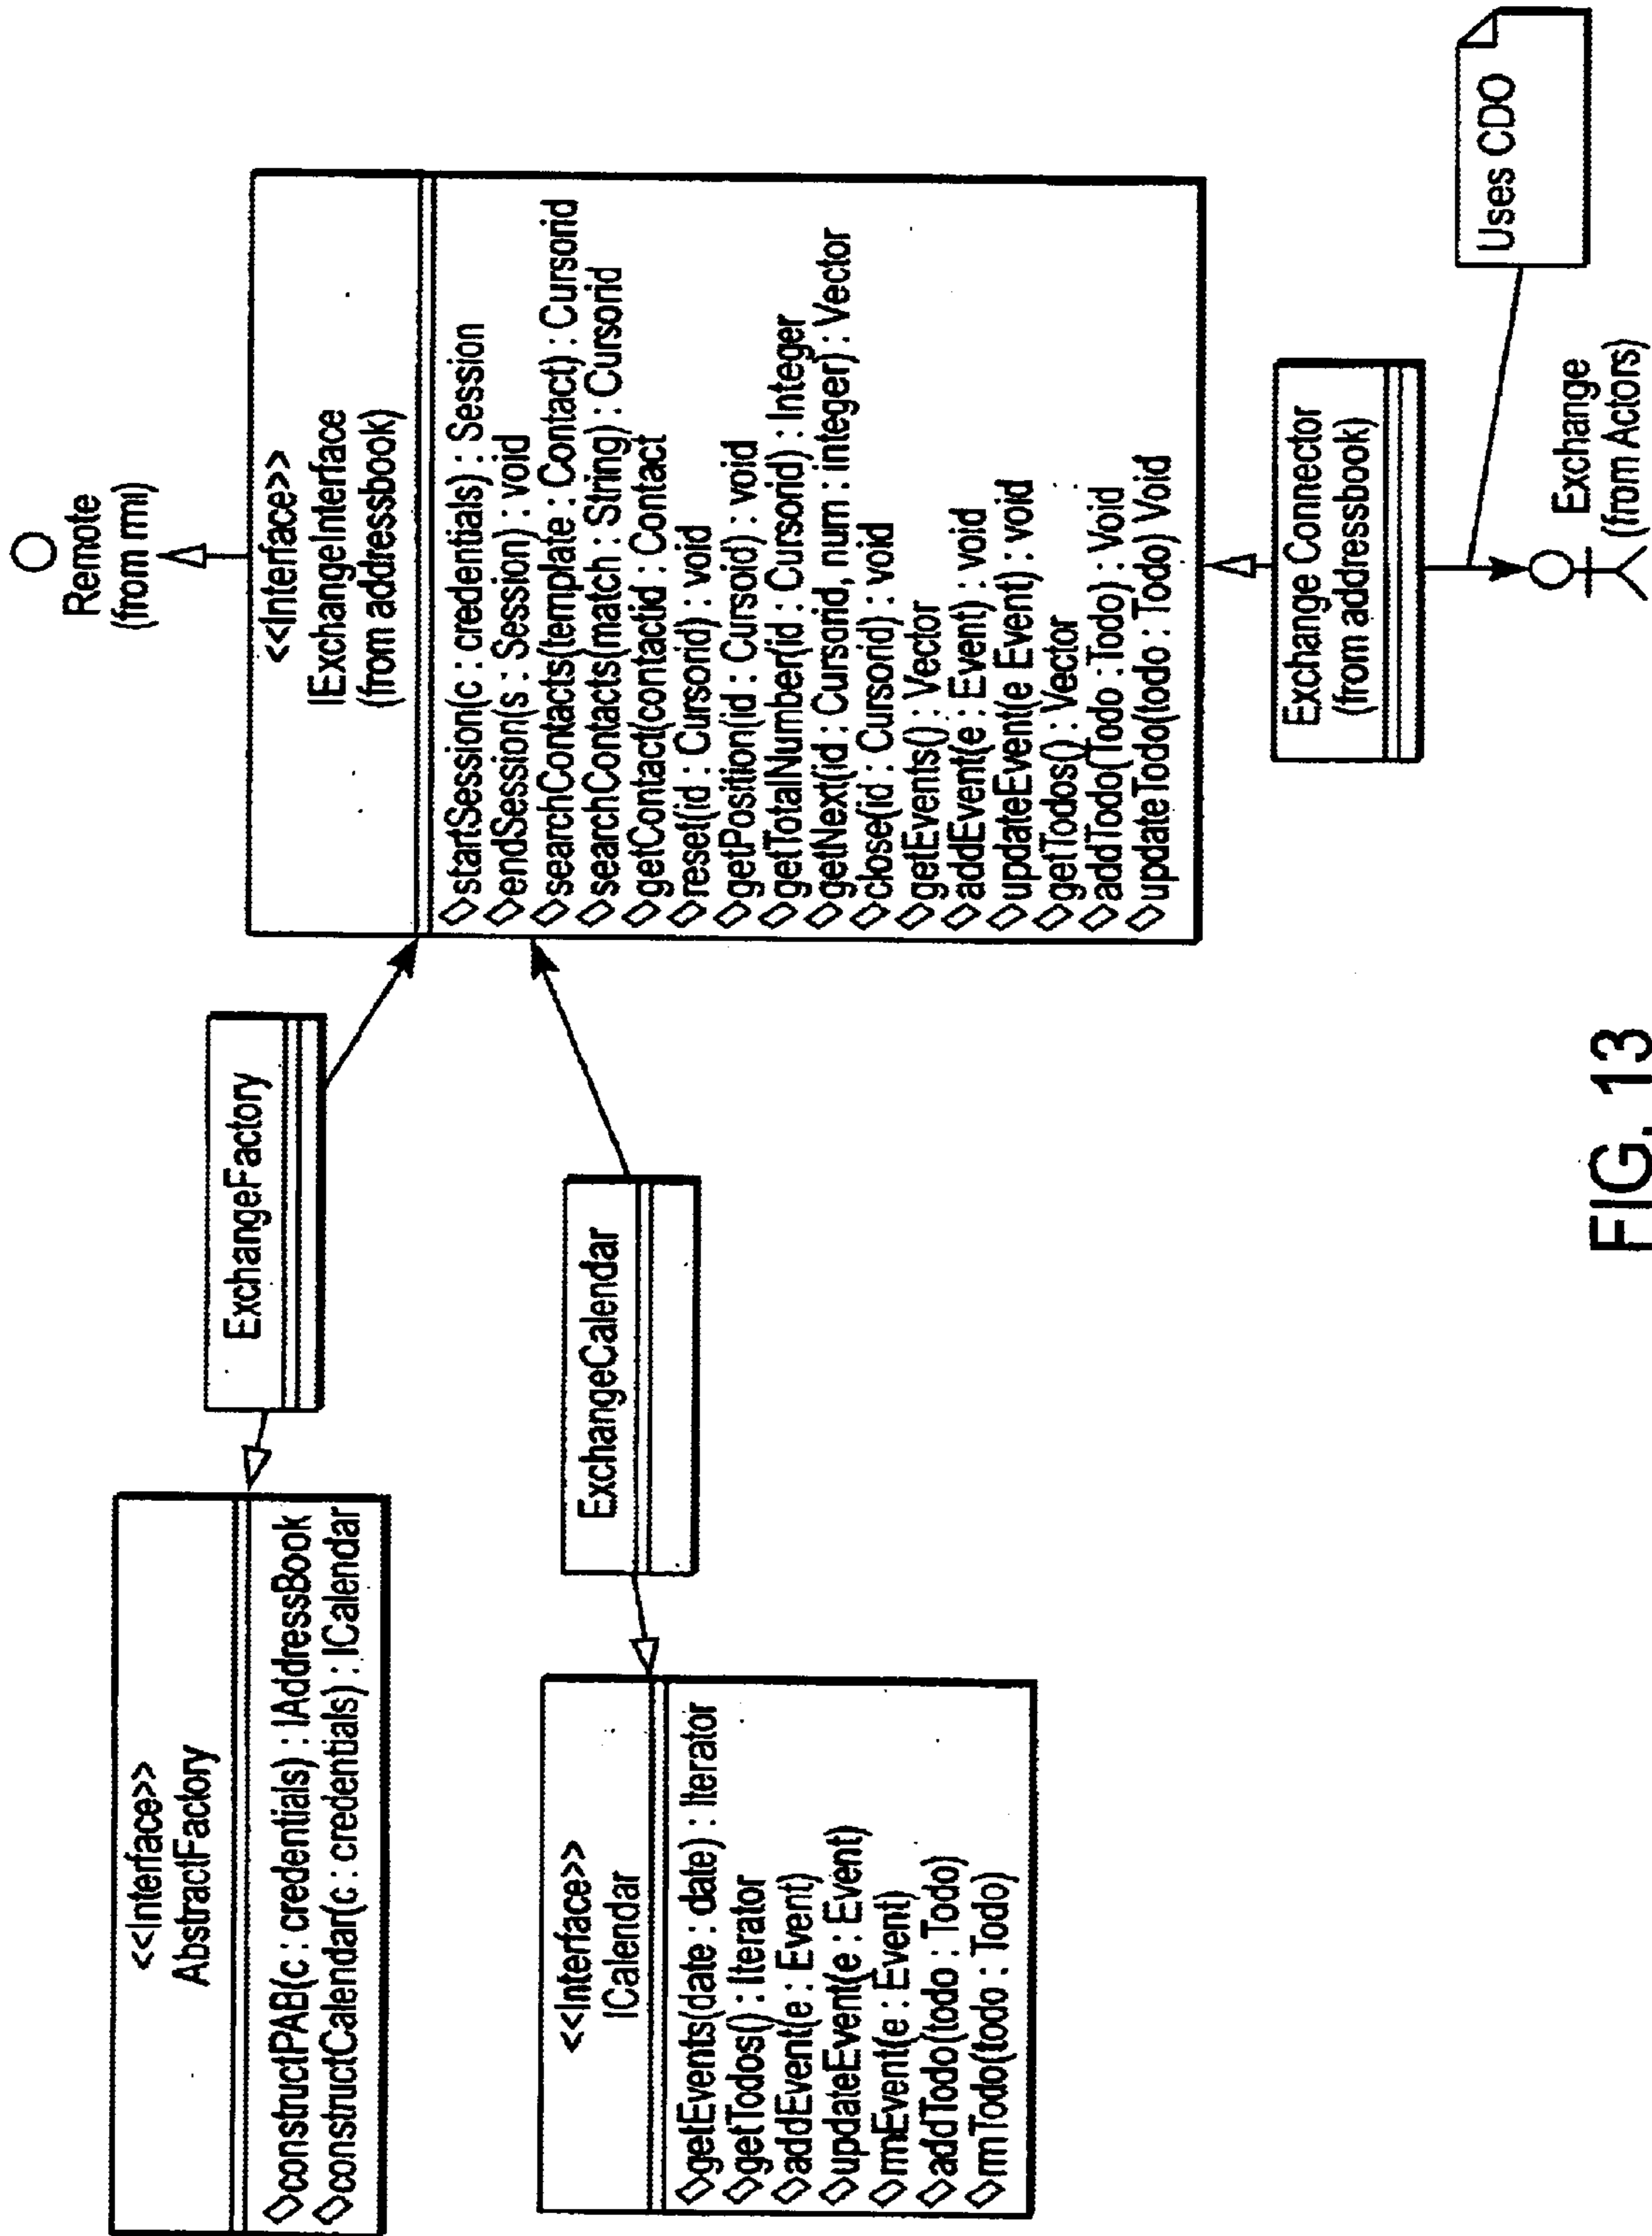 <<Interface>>
AbstractFactory
constructPAB(c : credentials) : IAddressBook
constructCalendar(c : credentials) : ICalendar
ExchangeFactory
Remote
(from rmi)
<<Interface>>
IExchangeInterface
(from addressbook)
startSession(c : credentials) : Session
endSession(s : Session) : void
searchContacts(template : Contact) : Cursorid
searchContacts(match : String) : Cursorid
getContact(contactid : Contact
reset(id : Cursorid) : void
getPosition(id : Cursoid) : void
getTotalNumber(id : Cursorid) : Integer
getNext(id : Cursorid, num : integer) : Vector
close(id : Cursorid) : void
getEvents() : Vector
addEvent(e : Event) : void
updateEvent(e Event) : void
getTodos() : Vector
addTodo(Todo : Todo) : Void
updateTodo(todo : Todo) Void
<<Interface>>
ICalendar
getEvents(date : date) : Iterator
getTodos() : Iterator
addEvent(e : Event)
updateEvent(e : Event)
rmEvent(e : Event)
addTodo(todo : Todo)
rmTodo(todo : Todo)
ExchangeCalendar
Exchange Connector
(from addressbook)
Uses CDO
Exchange
(from Actors)
FIG. 13